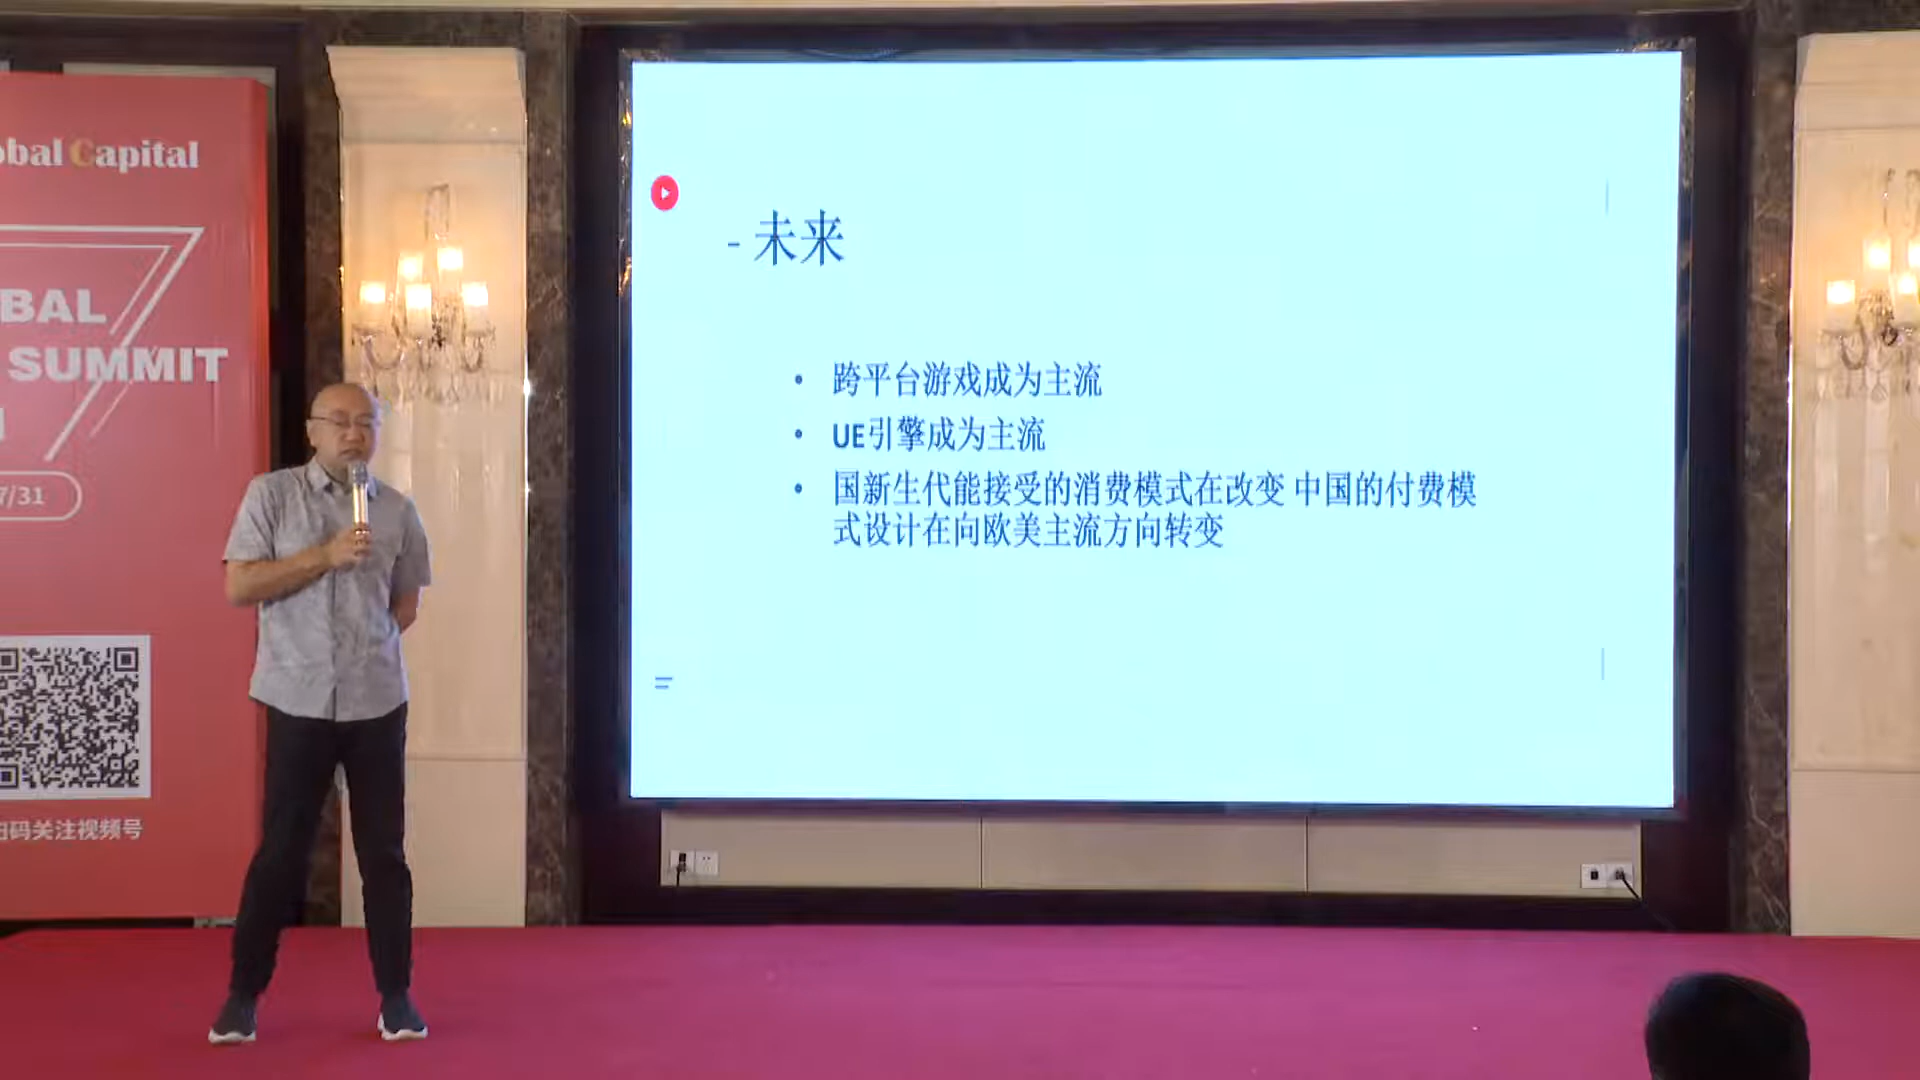 obal Capital
BAL
SUMMIT
7/31
扫码关注视频号
- 未来
• 跨平台游戏成为主流
• UE引擎成为主流
• 国新生代能接受的消费模式在改变 中国的付费模
式设计在向欧美主流方向转变